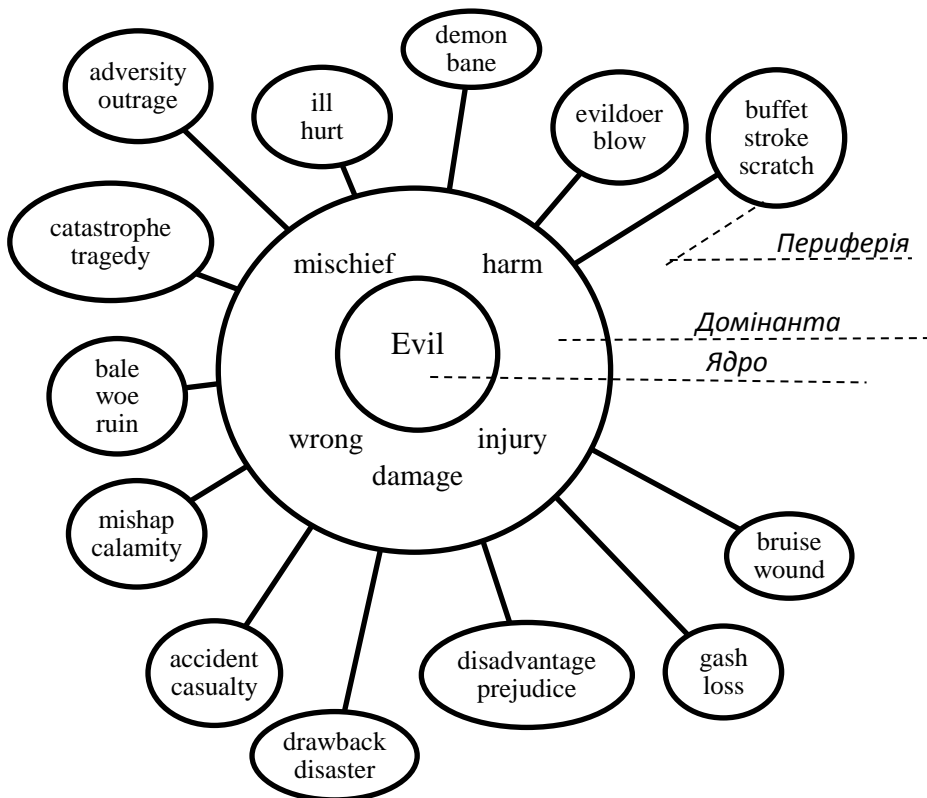 demon
bane
adversity
outrage
ill
hurt
evildoer
blow
buffet
stroke
scratch
catastrophe
tragedy
Периферія
mischief
harm
Домінанта
Evil
Ядро
bale
woe
ruin
wrong
injury
damage
mishap
calamity
bruise
wound
accident
casualty
disadvantage
prejudice
gash
loss
drawback
disaster